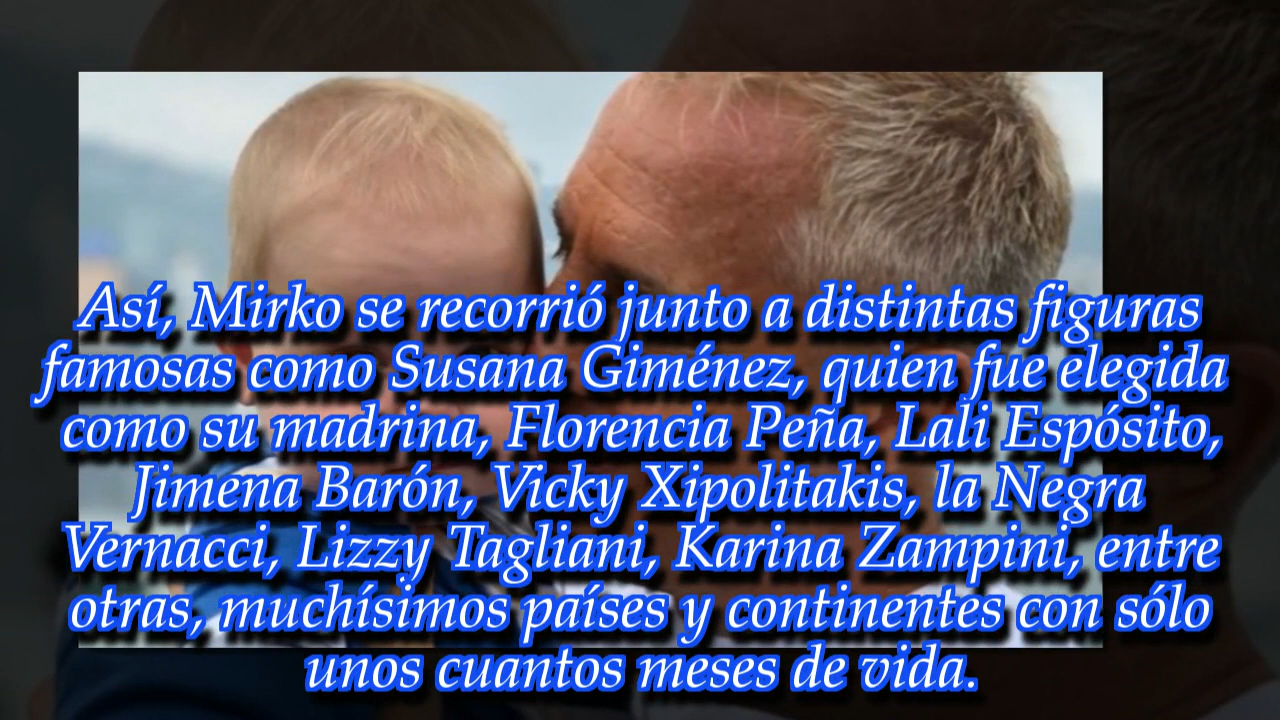 Así, Mirko se recorrió junto a distintas figuras
famosas como Susana Giménez, quien fue elegida
como su madrina, Florencia Peña, Lali Espósito,
Jimena Barón, Vicky Xipolitakis, la Negra
Vernacci, Lizzy Tagliani, Karina Zampini, entre
otras, muchísimos países y continentes con sólo
unos cuantos meses de vida.